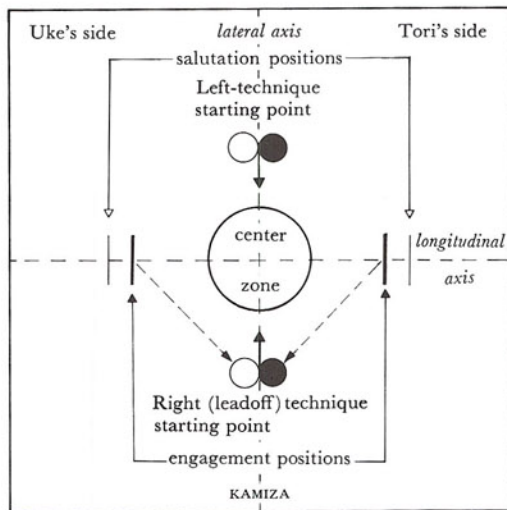 Uke's side
lateral axis
Tori's side
salutation positions
Left-technique
starting point
center
zone
longitudinal
axis
Right (leadoff) technique
starting point
engagement positions
KAMIZA